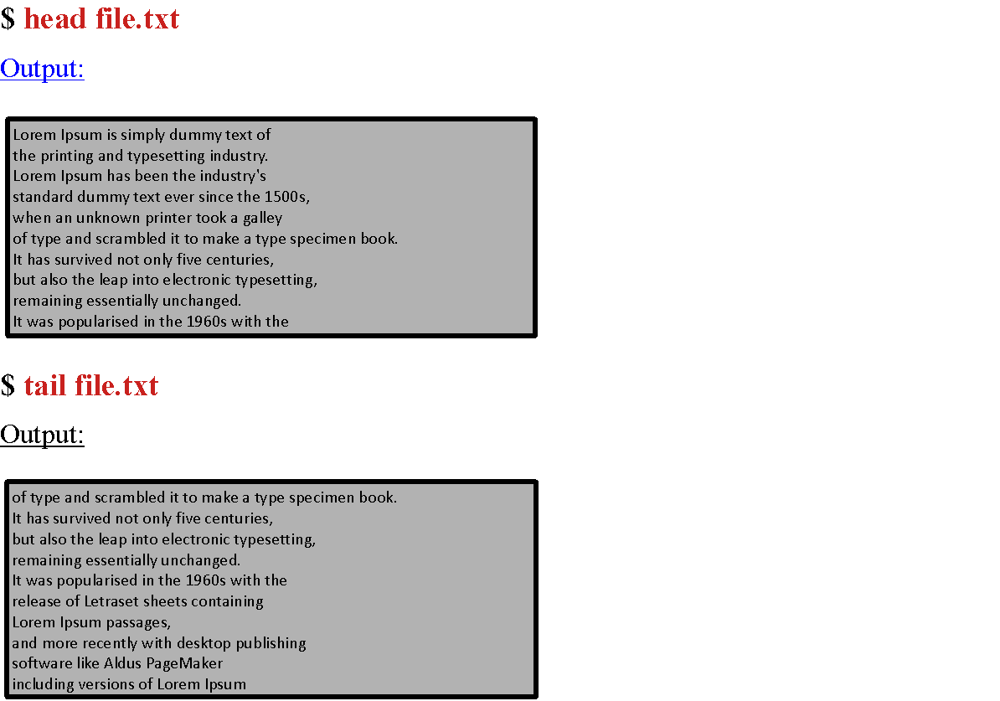 $ head file.txt
Output:
Lorem Ipsum is simply dummy text of
the printing and typesetting industry.
Lorem Ipsum has been the industry's
standard dummy text ever since the 1500s,
when an unknown printer took a galley
of type and scrambled it to make a type specimen book.
It has survived not only five centuries,
but also the leap into electronic typesetting,
remaining essentially unchanged.
It was popularised in the 1960s with the
$ tail file.txt
Output:
of type and scrambled it to make a type specimen book.
It has survived not only five centuries,
but also the leap into electronic typesetting,
remaining essentially unchanged.
It was popularised in the 1960s with the
release of Letraset sheets containing
Lorem Ipsum passages,
and more recently with desktop publishing
software like Aldus PageMaker
including versions of Lorem Ipsum